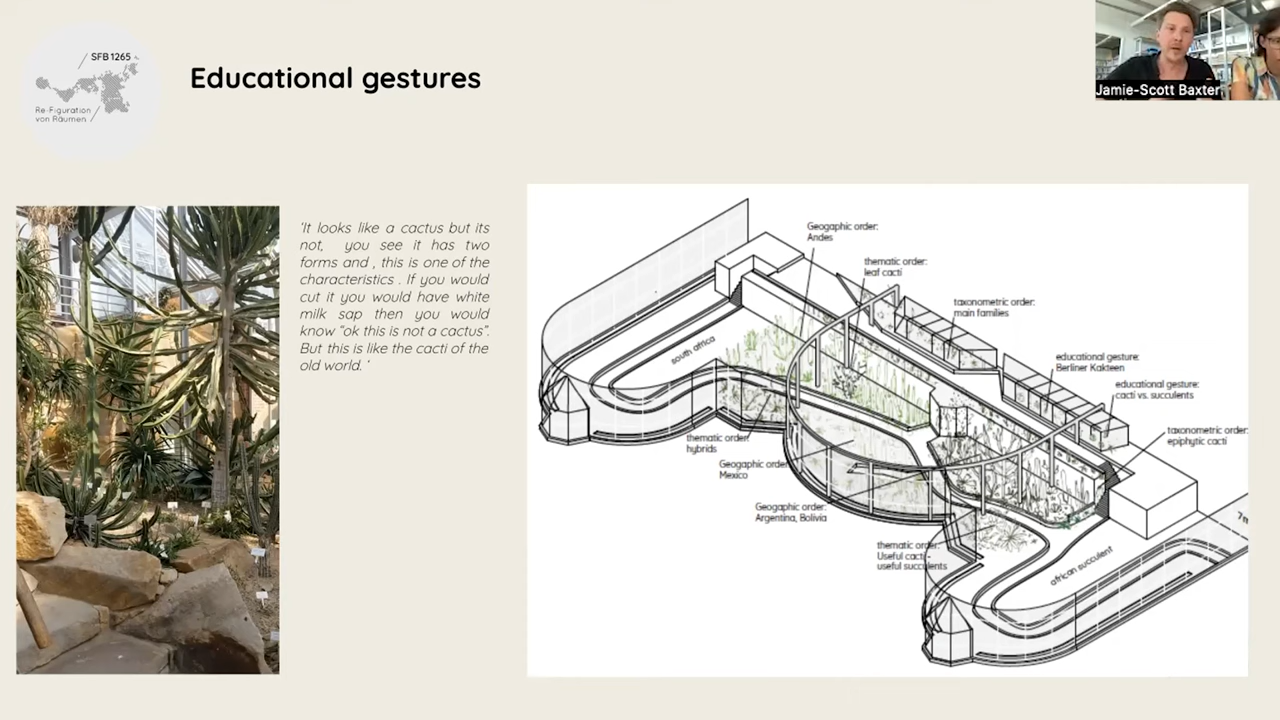 SFB 1265
Re-Figuration
von Räumen
Educational gestures
Jamie-Scott Baxter
'It looks like a cactus but its
not, you see it has two
forms and , this is one of the
characteristics . If you would
cut it you would have white
milk sap then you would
know "ok this is not a cactus".
But this is like the cacti of the
old world. '
Geogaphic order:
Andes
thematic order:
leaf cacti
taxonometric order:
main families
educational gesture:
Berliner Kakteen
educational gesture:
cacti vs. succulents
taxonometric order:
epiphytic cacti
south africa
thematic order:
hybrids
Geogaphic order:
Mexico
Geogaphic order:
Argentina, Bolivia
thematic order:
Useful cacti -
useful succulents
african succulent